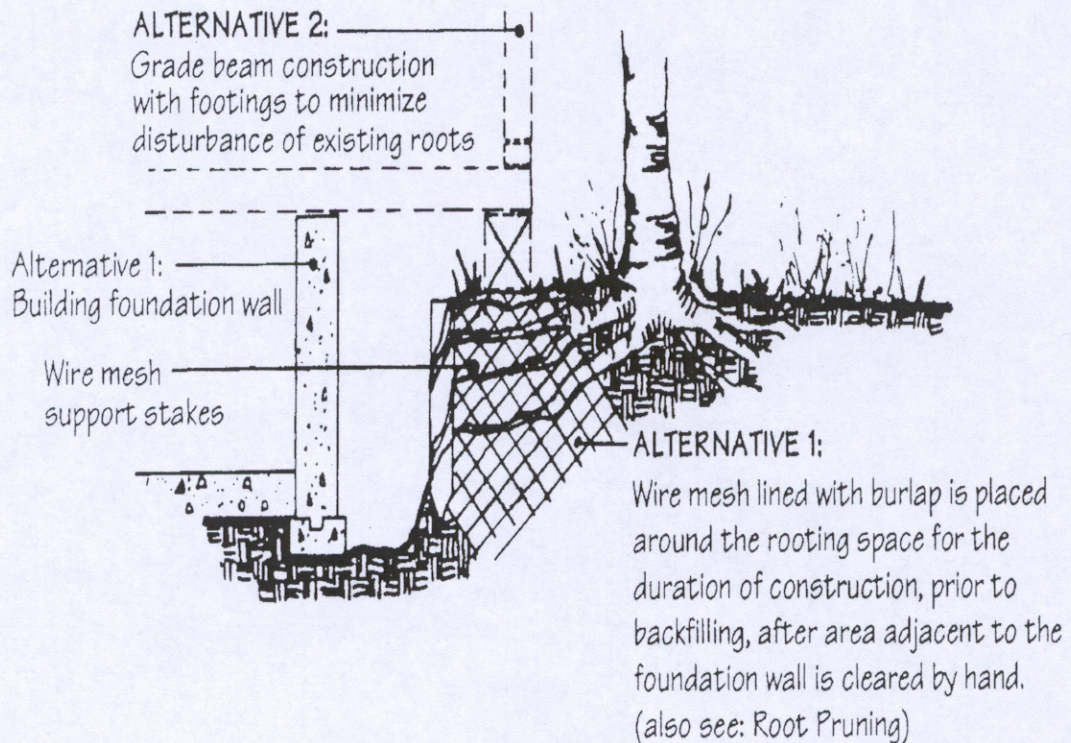 ALTERNATIVE 2:
Grade beam construction
with footings to minimize
disturbance of existing roots
Alternative 1:
Building foundation wall
Wire mesh
support stakes
ALTERNATIVE 1:
Wire mesh lined with burlap is placed
around the rooting space for the
duration of construction, prior to
backfilling, after area adjacent to the
foundation wall is cleared by hand.
(also see: Root Pruning)